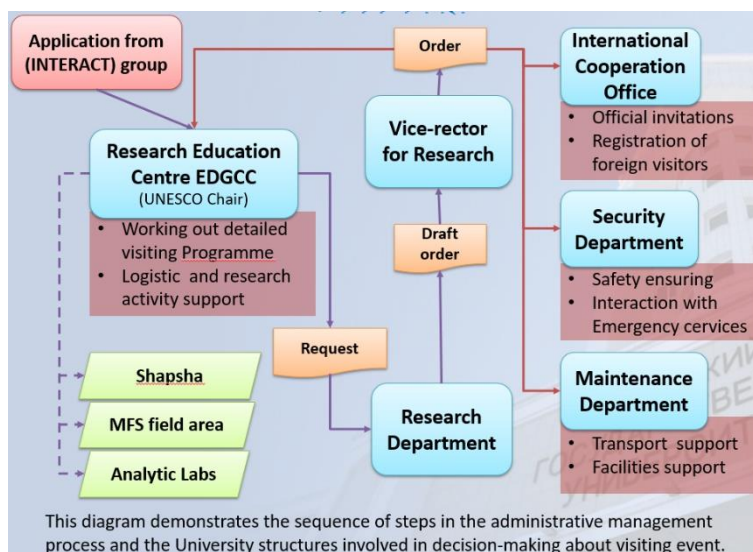 Application from
(INTERACT) group
Order
International
Cooperation
Office
• Official invitations
• Registration of
foreign visitors
Vice-rector
for Research
Research Education
Centre EDGCC
(UNESCO Chair)
• Working out detailed
visiting Programme
• Logistic and research
activity support
Draft
order
Security
Department
• Safety ensuring
• Interaction with
Emergency cervices
Request
Shapsha
MFS field area
Analytic Labs
Research
Department
Maintenance
Department
• Transport support
• Facilities support
This diagram demonstrates the sequence of steps in the administrative management
process and the University structures involved in decision-making about visiting event.